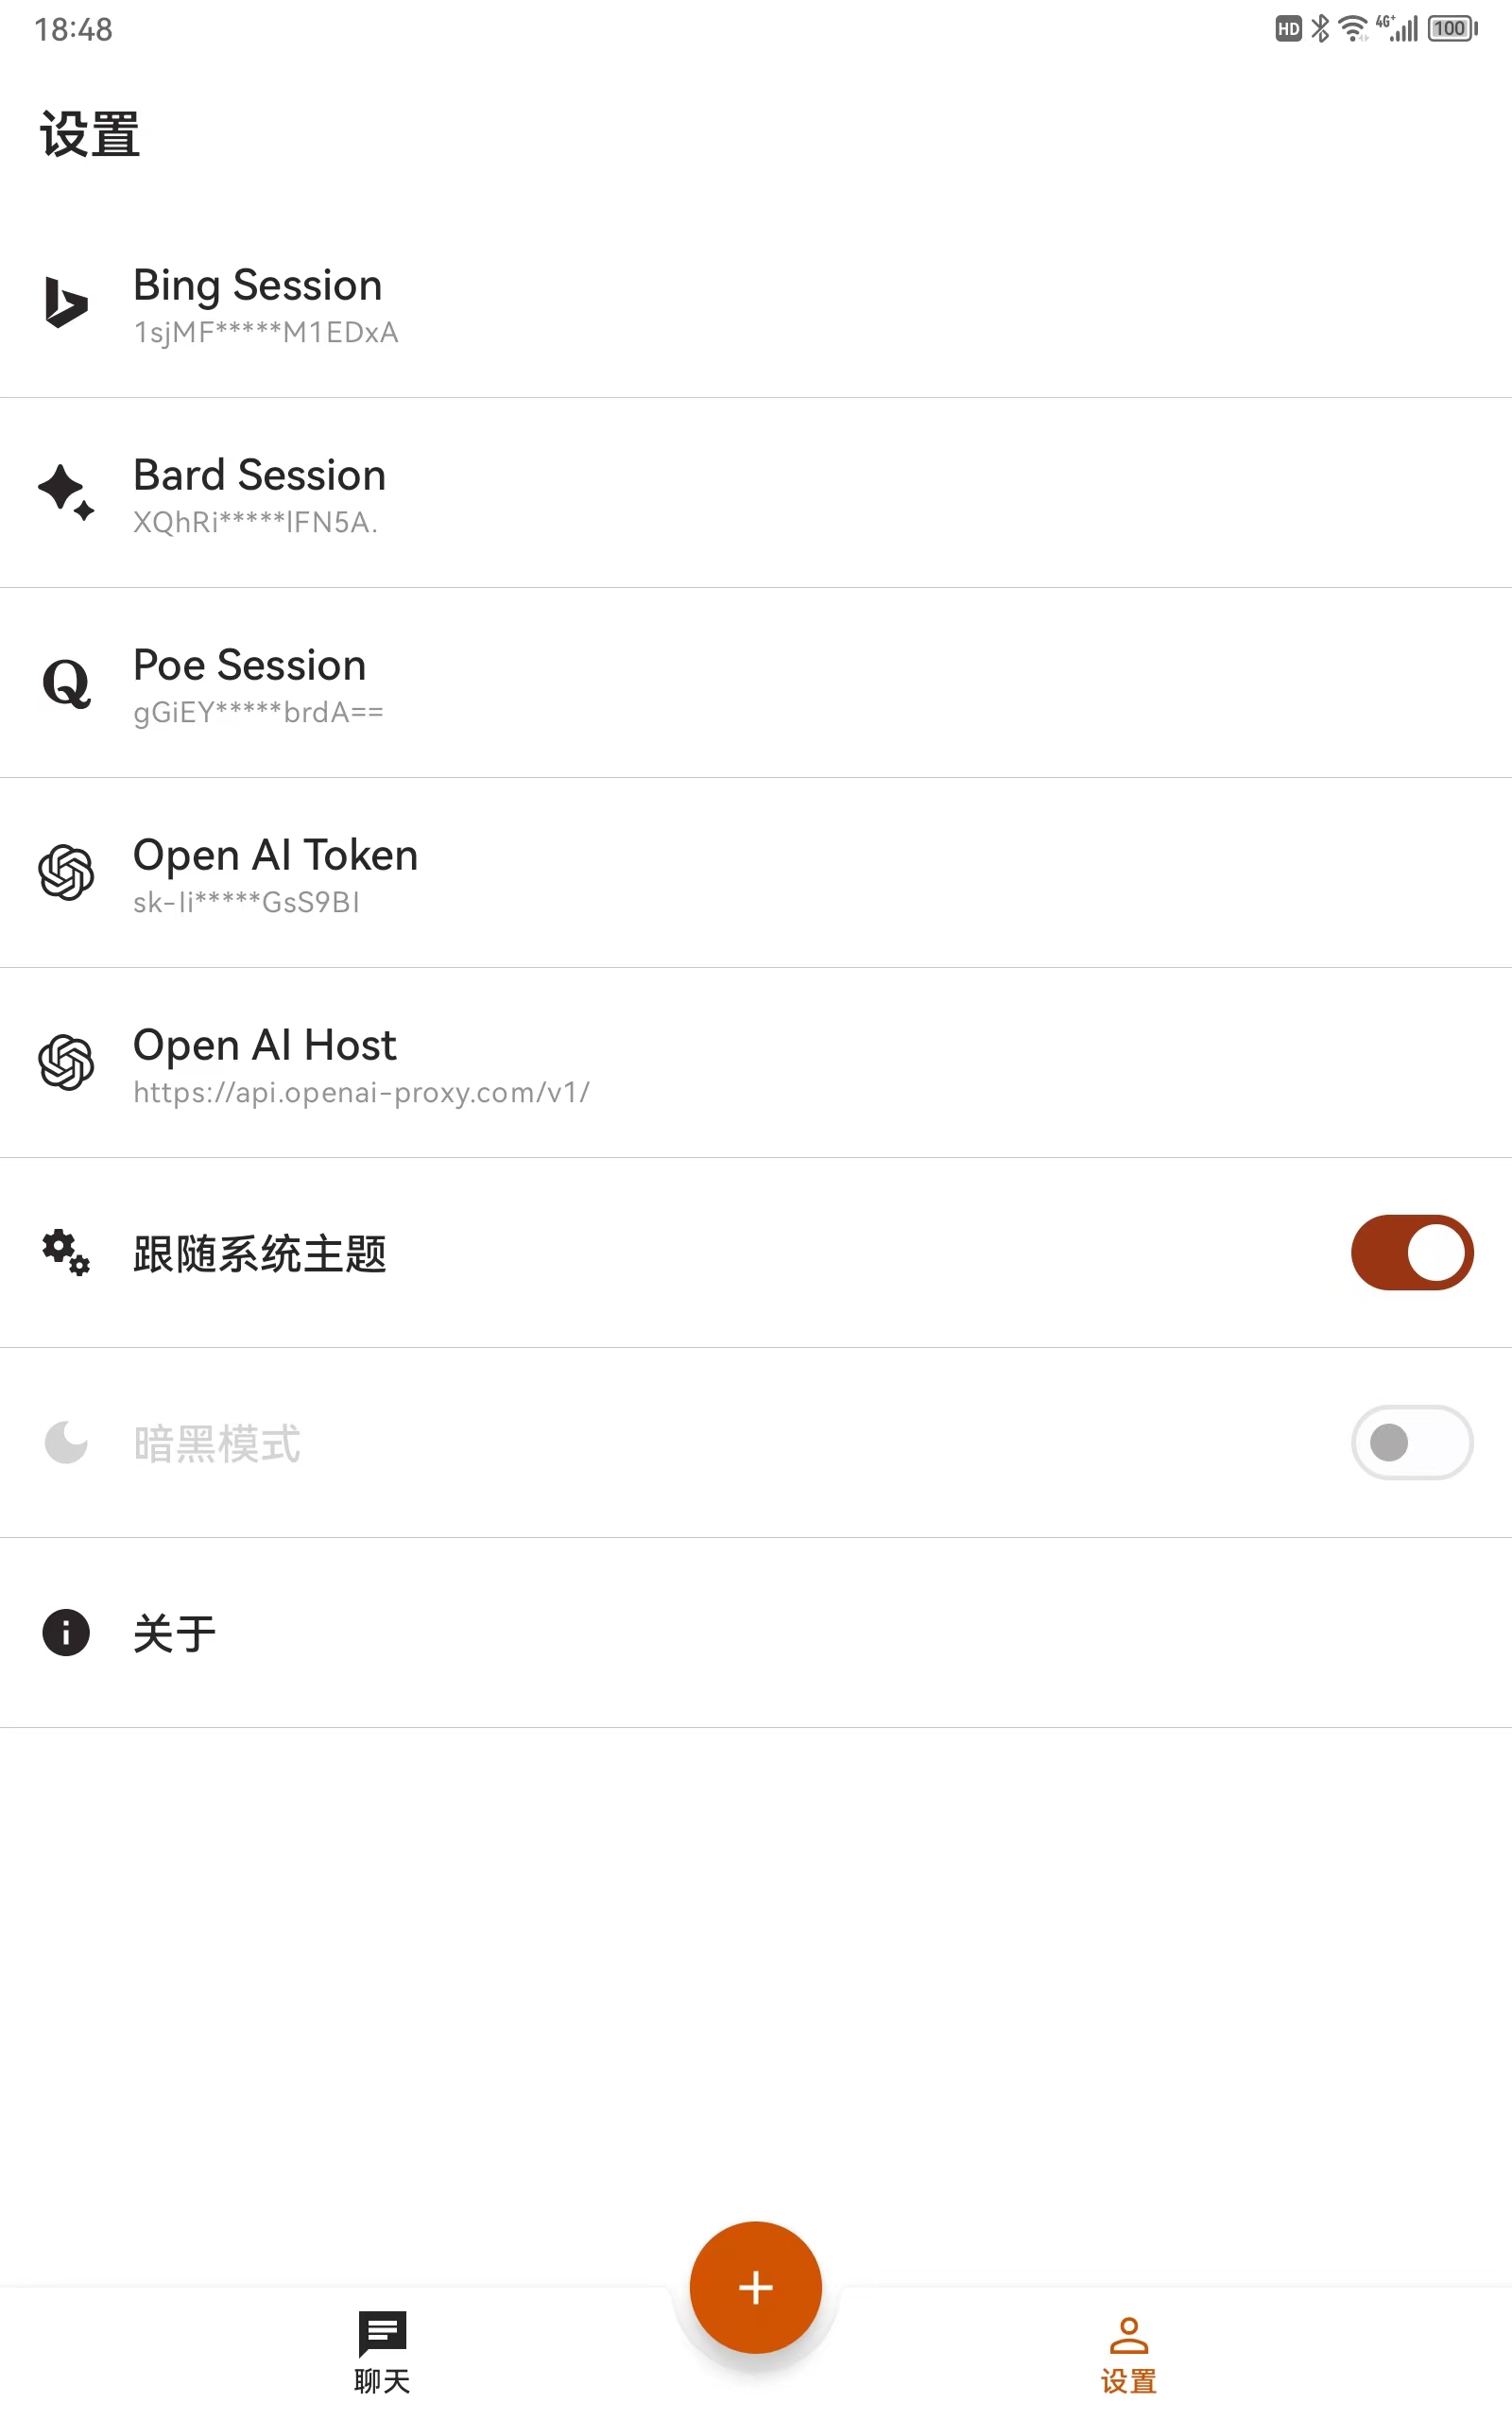 18:48
HD 4G+ 100
设置
Bing Session
1sjMF*****M1EDxA
Bard Session
XQhRi*****lFN5A.
Poe Session
gGiEY*****brdA==
Open AI Token
sk-li*****GsS9BI
Open AI Host
https://api.openai-proxy.com/v1/
跟随系统主题
暗黑模式
关于
聊天
设置